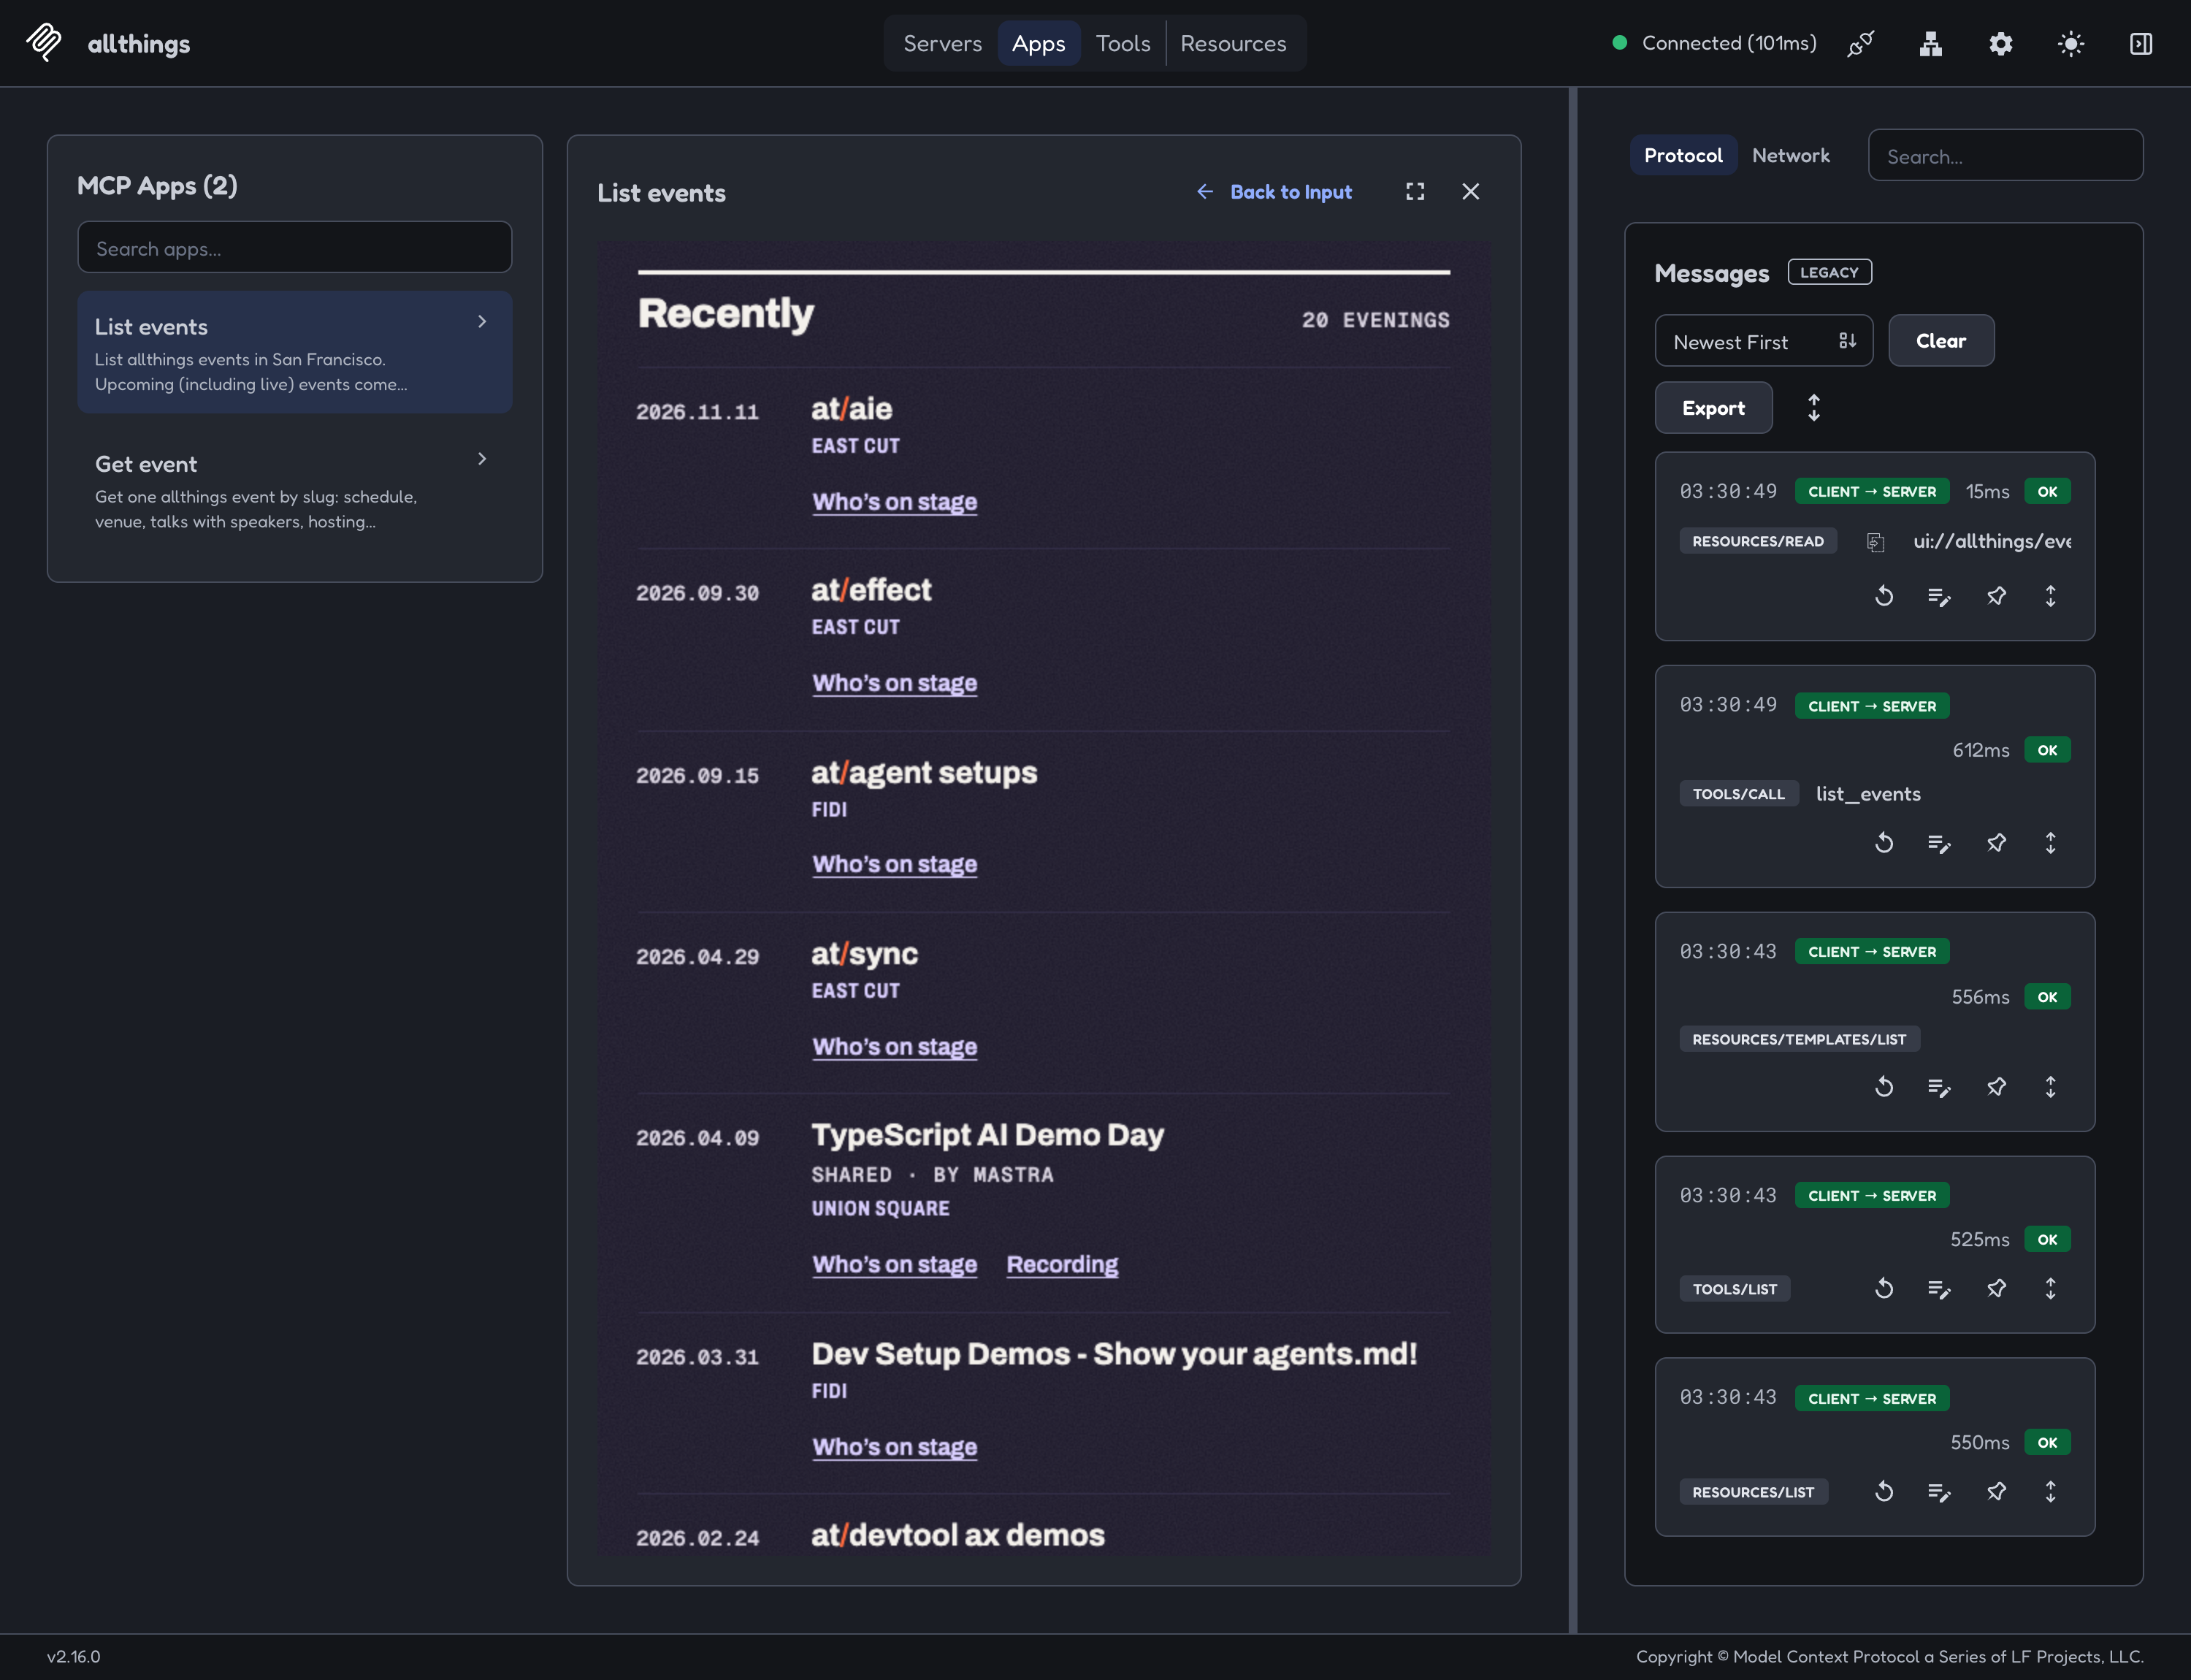 allthings
Servers
Apps
Tools
Resources
Connected (101ms)
MCP Apps (2)
Search apps...
List events
List allthings events in San Francisco.
Upcoming (including live) events come...
Get event
Get one allthings event by slug: schedule,
venue, talks with speakers, hosting...
List events
Back to Input
Recently
20 EVENINGS
2026.11.11
at/aie
EAST CUT
Who's on stage
2026.09.30
at/effect
EAST CUT
Who's on stage
2026.09.15
at/agent setups
FIDI
Who's on stage
2026.04.29
at/sync
EAST CUT
Who's on stage
2026.04.09
TypeScript AI Demo Day
SHARED · BY MASTRA
UNION SQUARE
Who's on stage
Recording
2026.03.31
Dev Setup Demos - Show your agents.md!
FIDI
Who's on stage
2026.02.24
at/devtool ax demos
Protocol
Network
Search...
Messages
LEGACY
Newest First
Clear
Export
03:30:49
CLIENT → SERVER
15ms
OK
RESOURCES/READ
ui://allthings/eve
03:30:49
CLIENT → SERVER
612ms
OK
TOOLS/CALL
list_events
03:30:43
CLIENT → SERVER
556ms
OK
RESOURCES/TEMPLATES/LIST
03:30:43
CLIENT → SERVER
525ms
OK
TOOLS/LIST
03:30:43
CLIENT → SERVER
550ms
OK
RESOURCES/LIST
v2.16.0
Copyright © Model Context Protocol a Series of LF Projects, LLC.